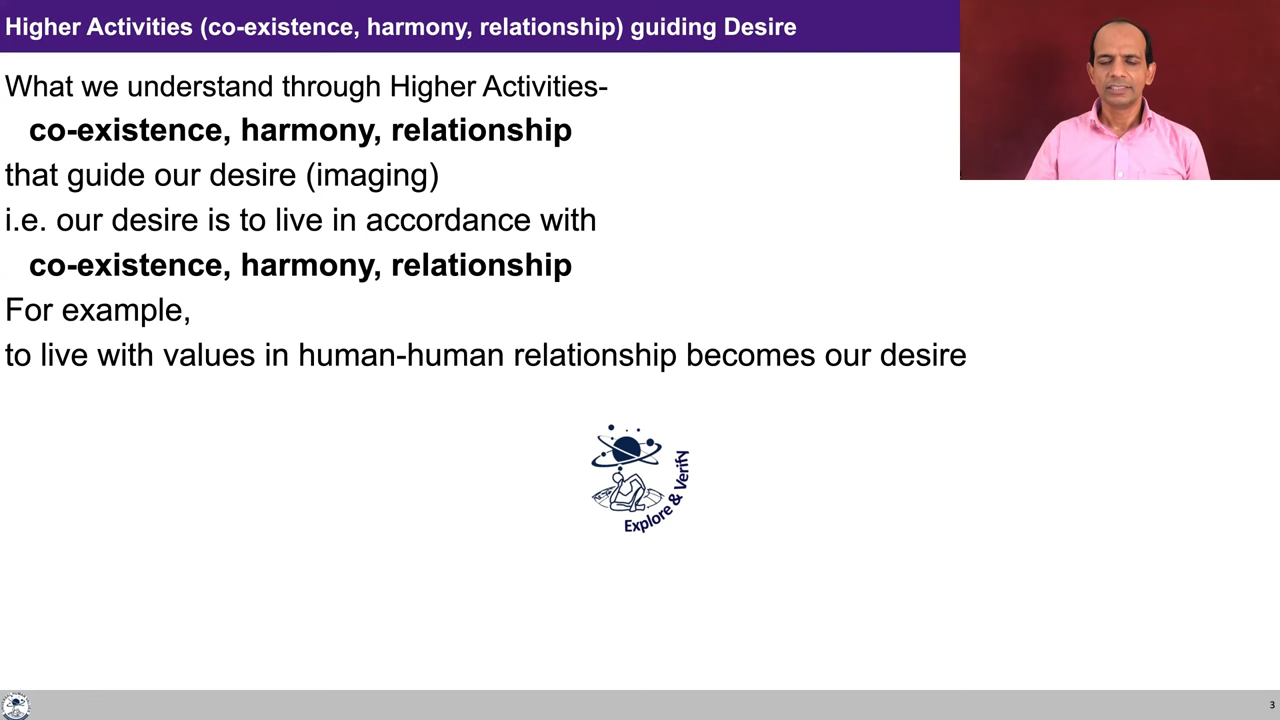 Higher Activities (co-existence, harmony, relationship) guiding Desire
What we understand through Higher Activities-
co-existence, harmony, relationship
that guide our desire (imaging)
i.e. our desire is to live in accordance with
co-existence, harmony, relationship
For example,
to live with values in human-human relationship becomes our desire
Explore & Verify
3